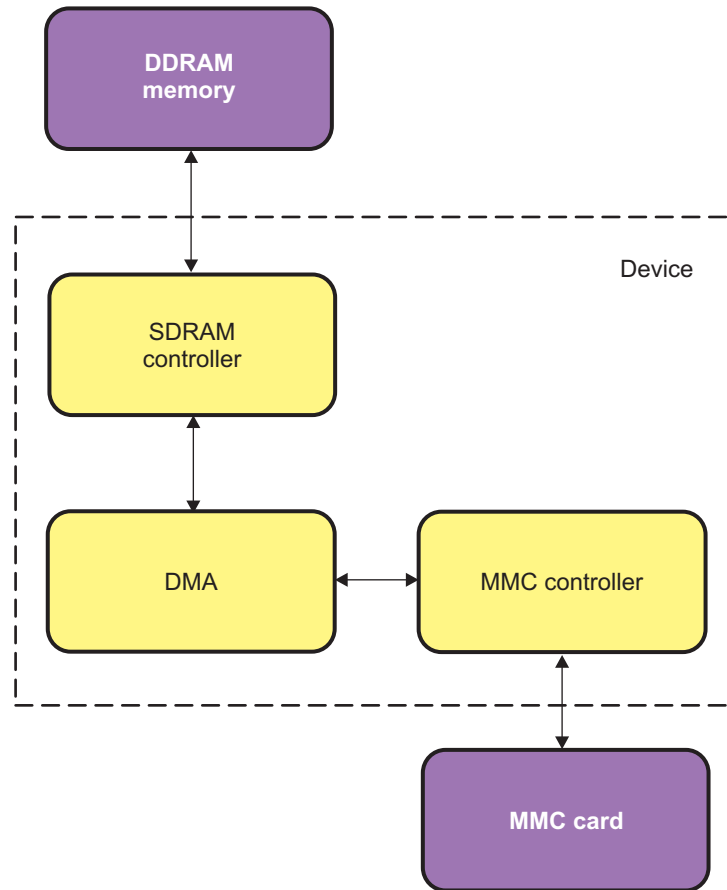 DDRAM
memory
Device
SDRAM
controller
DMA
MMC controller
MMC card